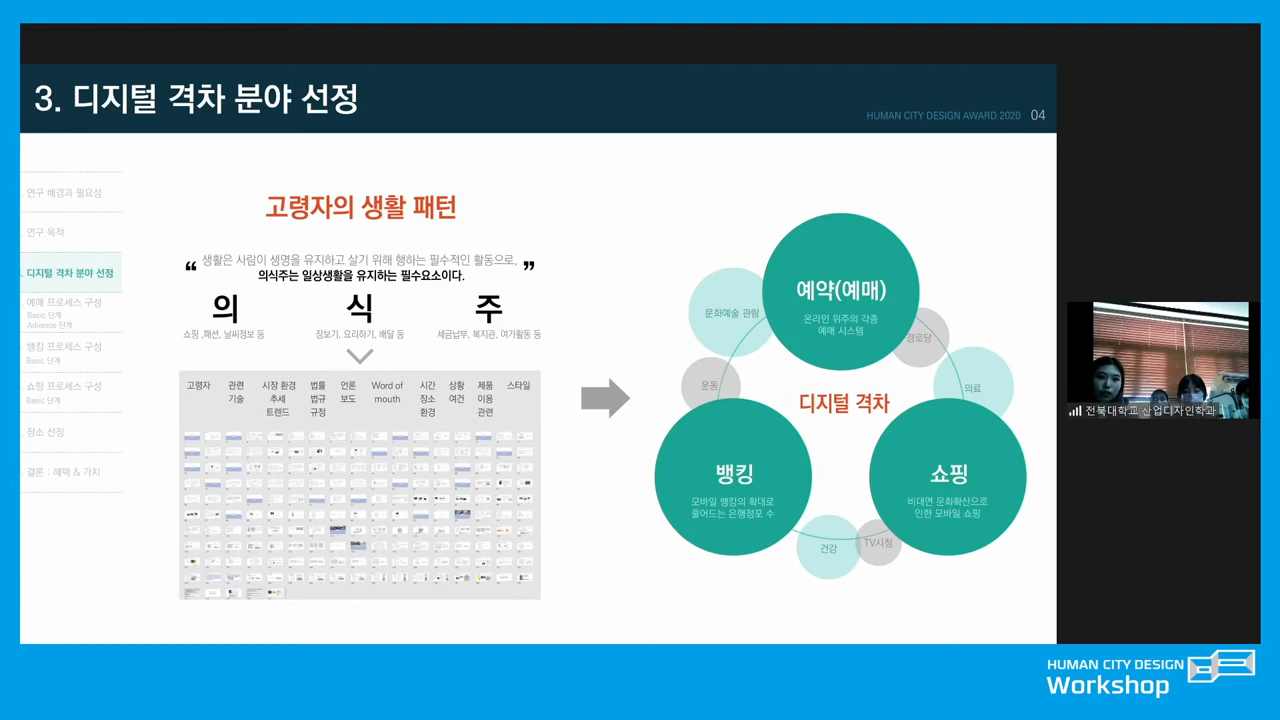 3. 디지털 격차 분야 선정
HUMAN CITY DESIGN AWARD 2020 04
연구 배경과 필요성
연구 목적
. 디지털 격차 분야 선정
예매 프로세스 구성
Basic 단계
Advance 단계
뱅킹 프로세스 구성
Basic 단계
쇼핑 프로세스 구성
Basic 단계
. 장소 선정
. 결론 : 혜택 & 가치
고령자의 생활 패턴
“ 생활은 사람이 생명을 유지하고 살기 위해 행하는 필수적인 활동으로, ”
의식주는 일상생활을 유지하는 필수요소이다.
의 식 주
쇼핑 ,패션, 날씨정보 등
장보기, 요리하기, 배달 등
세금납부, 복지관, 여가활동 등
고령자
관련
기술
시장 환경
추세
트렌드
법률
법규
규정
언론
보도
Word of
mouth
시간
장소
환경
상황
여건
제품
이용
관련
스타일
예약(예매)
온라인 위주의 각종
예매 시스템
문화예술 관람
경로당
운동
의료
디지털 격차
뱅킹
모바일 뱅킹의 확대로
줄어드는 은행점포 수
쇼핑
비대면 문화확산으로
인한 모바일 쇼핑
건강
TV시청
전북대학교 산업디자인학과
HUMAN CITY DESIGN
Workshop